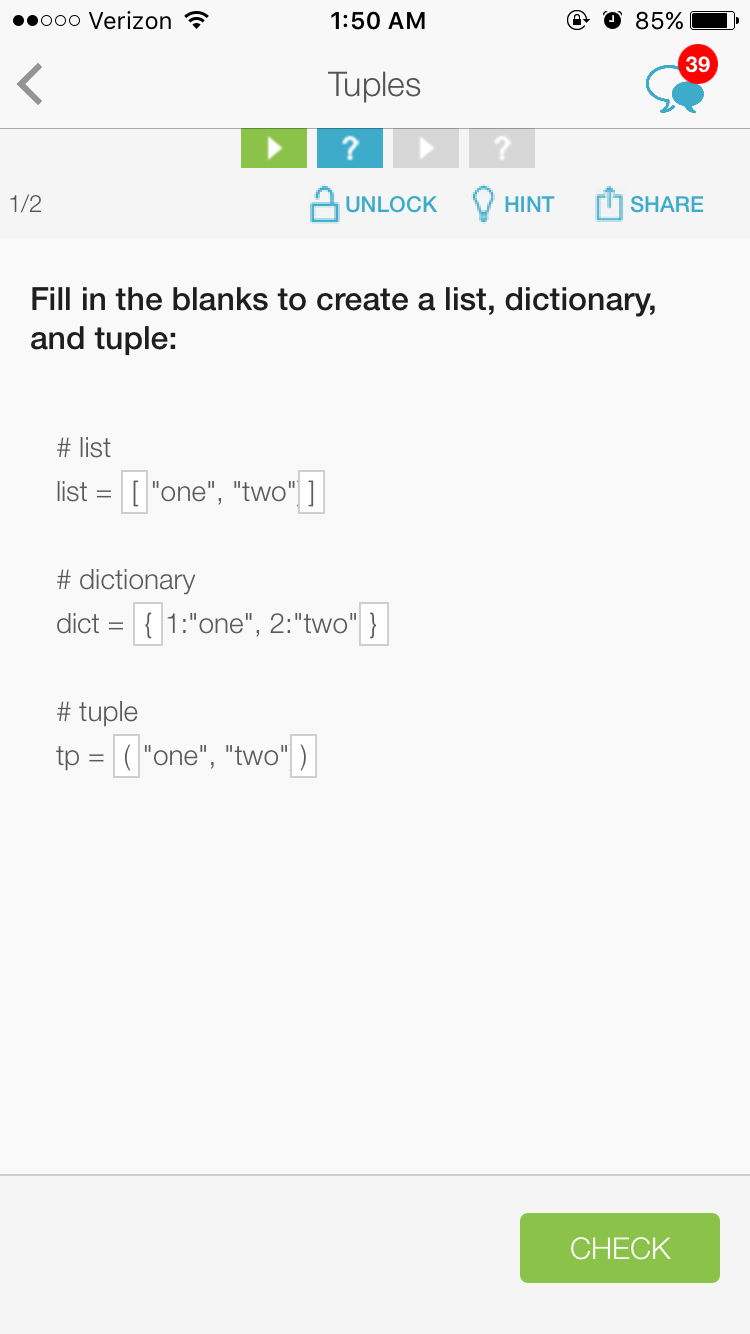 Verizon 1:50 AM 85%
Tuples 39
? ?
1/2 UNLOCK HINT SHARE
Fill in the blanks to create a list, dictionary,
and tuple:
# list
list = [ "one", "two" ]
# dictionary
dict = { 1:"one", 2:"two" }
# tuple
tp = ( "one", "two" )
CHECK